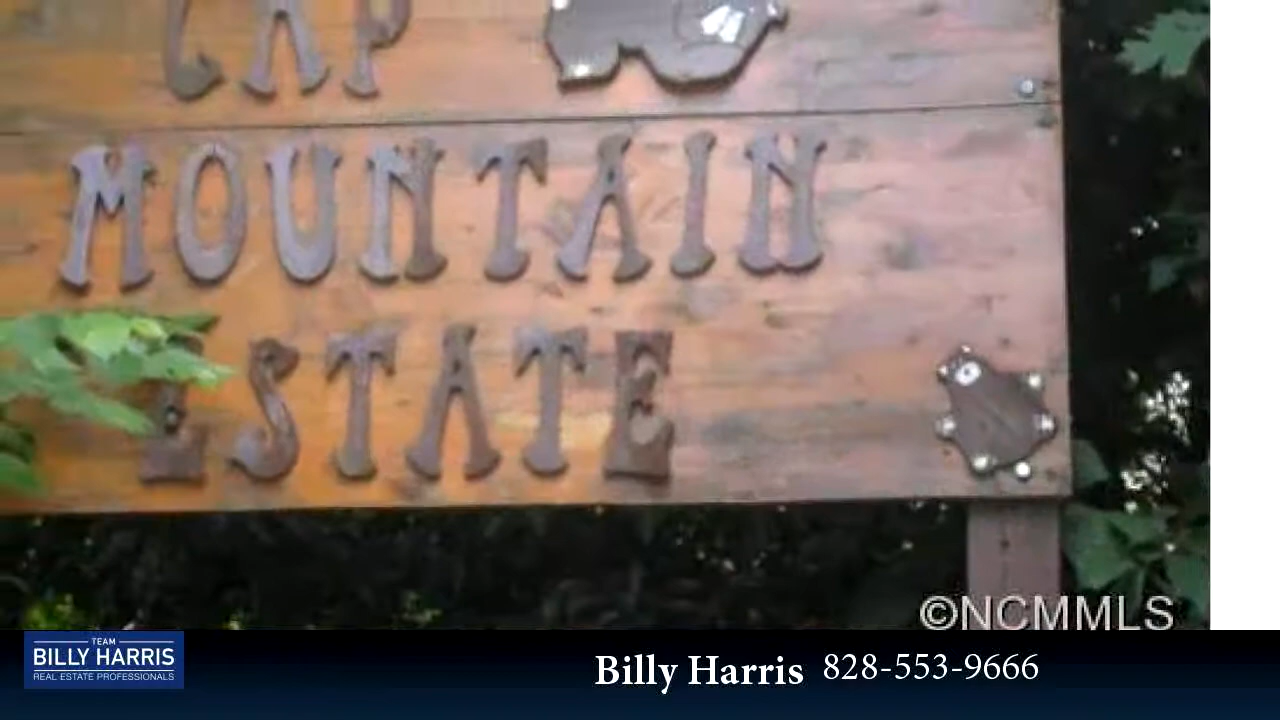 CAP
MOUNTAIN
ESTATE
©NCMMLS
TEAM
BILLY HARRIS
REAL ESTATE PROFESSIONALS
Billy Harris 828-553-9666